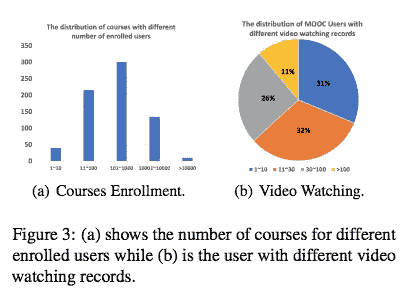 The distribution of courses with different
number of enrolled users
350
300
250
200
150
100
50
0
1~10
11~100
101~1000
10001~10000
>10000
(a) Courses Enrollment.
The distribution of MOOC Users with
different video watching records
11%
31%
26%
32%
1~10
11~30
30~100
>100
(b) Video Watching.
Figure 3: (a) shows the number of courses for different
enrolled users while (b) is the user with different video
watching records.